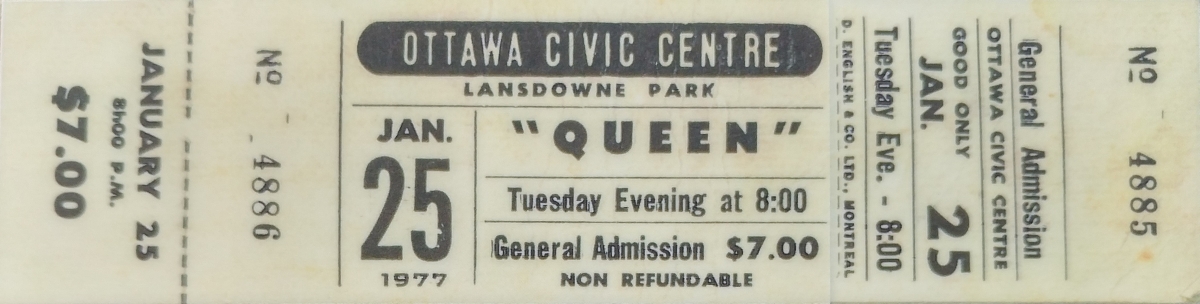 JANUARY 25
8h00 P.M.
$7.00
No 4886
OTTAWA CIVIC CENTRE
LANSDOWNE PARK
JAN.
25
1977
"QUEEN"
Tuesday Evening at 8:00
General Admission $7.00
NON REFUNDABLE
No 4885
General Admission
OTTAWA CIVIC CENTRE
GOOD ONLY
JAN. 25
Tuesday Eve. - 8:00
D. ENGLISH & CO. LTD., MONTREAL